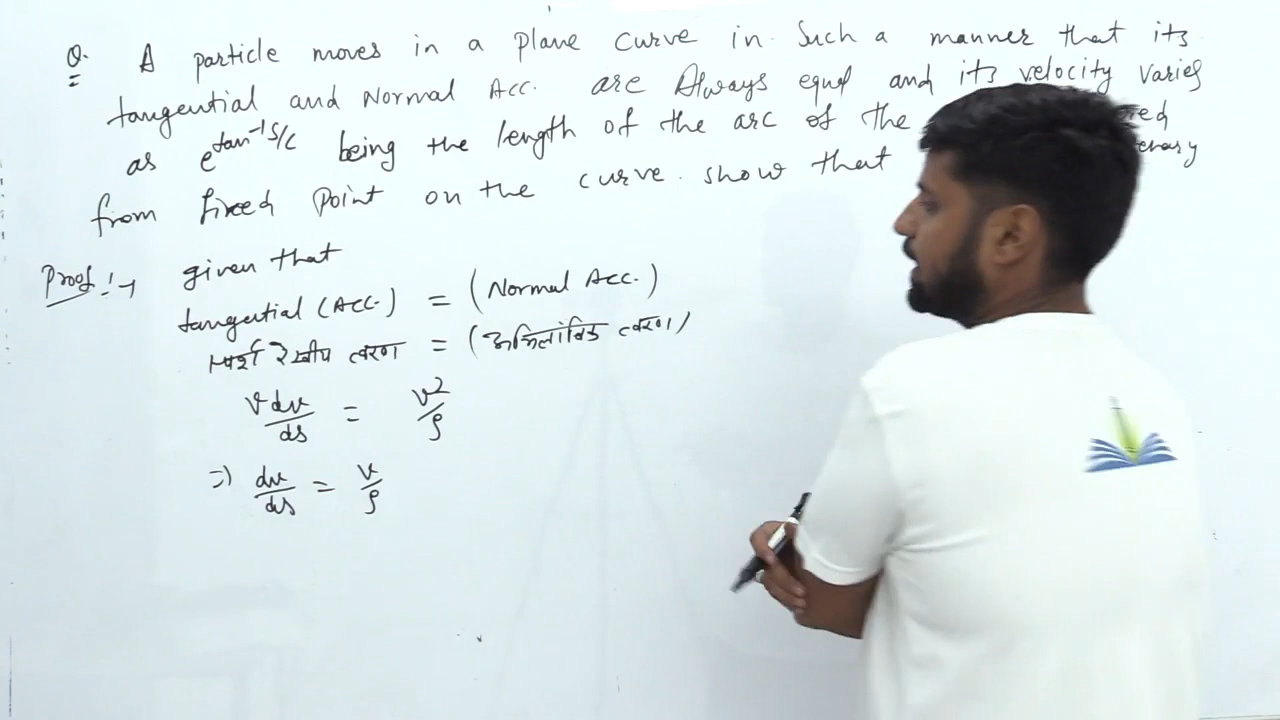 Q. A particle moves in a plane curve in such a manner that its
tangential and Normal Acc. are Always equal and its velocity varies
as e^tan⁻¹s/c being the length of the arc of the
from fixed point on the curve. show that
Proof:→ given that
tangential (Acc.) = (Normal Acc.)
स्पर्श रेखीय त्वरण = (अभिलांबिक त्वरण)
v dv/ds = v²/ρ
=> dv/ds = v/ρ